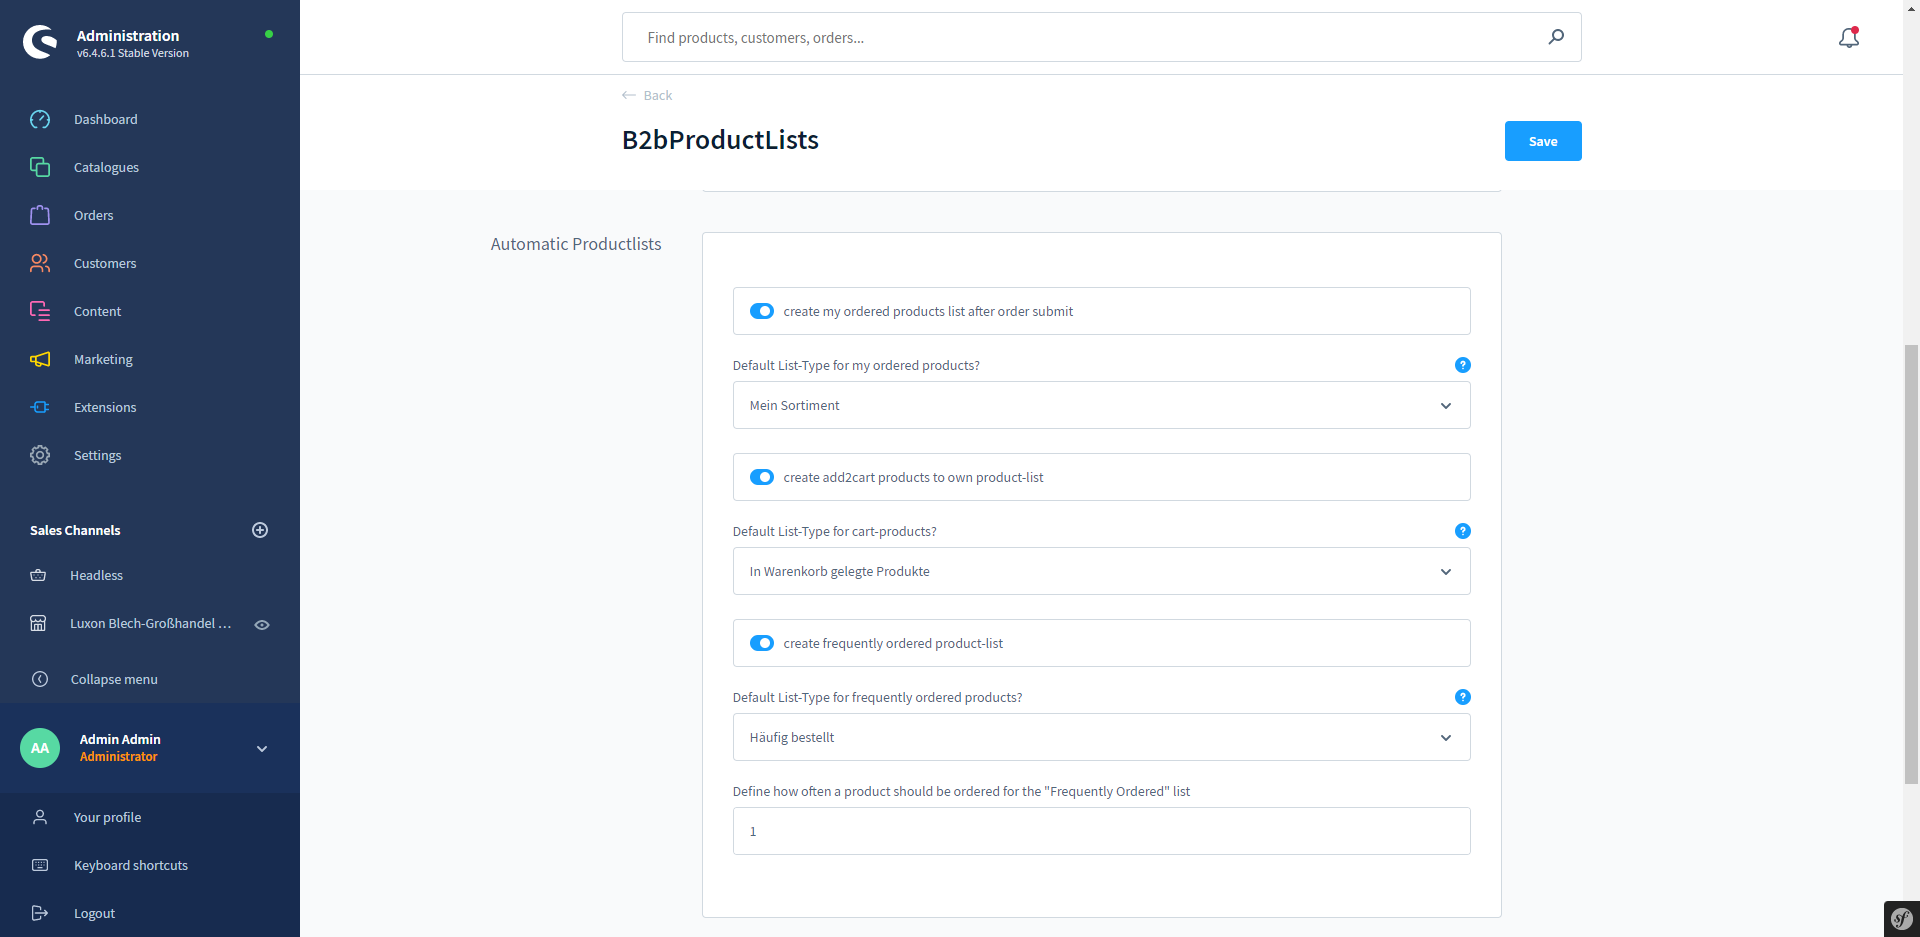 Administration
v6.4.6.1 Stable Version
Dashboard
Catalogues
Orders
Customers
Content
Marketing
Extensions
Settings
Sales Channels
Headless
Luxon Blech-Großhandel ...
Collapse menu
AA
Admin Admin
Administrator
Your profile
Keyboard shortcuts
Logout
Find products, customers, orders...
Back
B2bProductLists
Save
Automatic Productlists
create my ordered products list after order submit
Default List-Type for my ordered products?
?
Mein Sortiment
create add2cart products to own product-list
Default List-Type for cart-products?
?
In Warenkorb gelegte Produkte
create frequently ordered product-list
Default List-Type for frequently ordered products?
?
Häufig bestellt
Define how often a product should be ordered for the "Frequently Ordered" list
1
sf